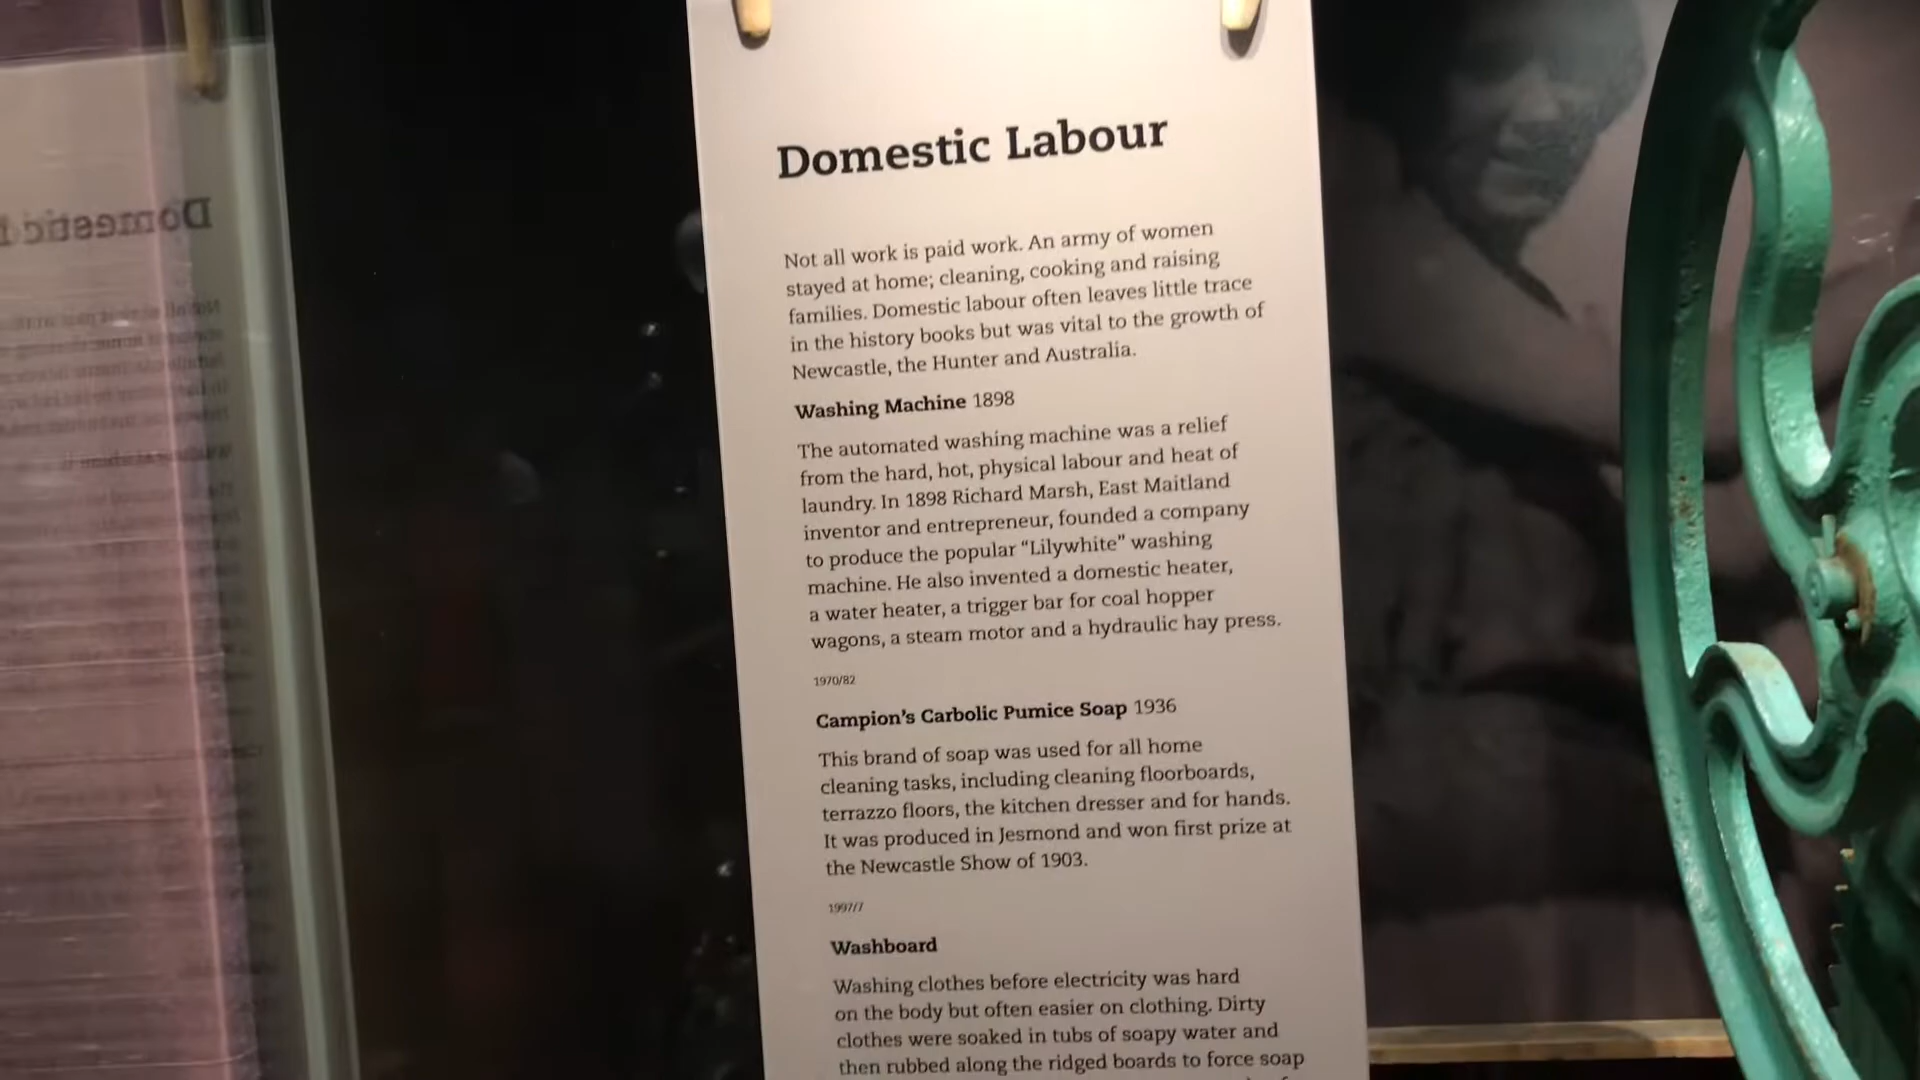 Domestic Labour
Not all work is paid work. An army of women
stayed at home; cleaning, cooking and raising
families. Domestic labour often leaves little trace
in the history books but was vital to the growth of
Newcastle, the Hunter and Australia.
Washing Machine 1898
The automated washing machine was a relief
from the hard, hot, physical labour and heat of
laundry. In 1898 Richard Marsh, East Maitland
inventor and entrepreneur, founded a company
to produce the popular “Lilywhite” washing
machine. He also invented a domestic heater,
a water heater, a trigger bar for coal hopper
wagons, a steam motor and a hydraulic hay press.
1970/82
Campion’s Carbolic Pumice Soap 1936
This brand of soap was used for all home
cleaning tasks, including cleaning floorboards,
terrazzo floors, the kitchen dresser and for hands.
It was produced in Jesmond and won first prize at
the Newcastle Show of 1903.
1997/7
Washboard
Washing clothes before electricity was hard
on the body but often easier on clothing. Dirty
clothes were soaked in tubs of soapy water and
then rubbed along the ridged boards to force soap